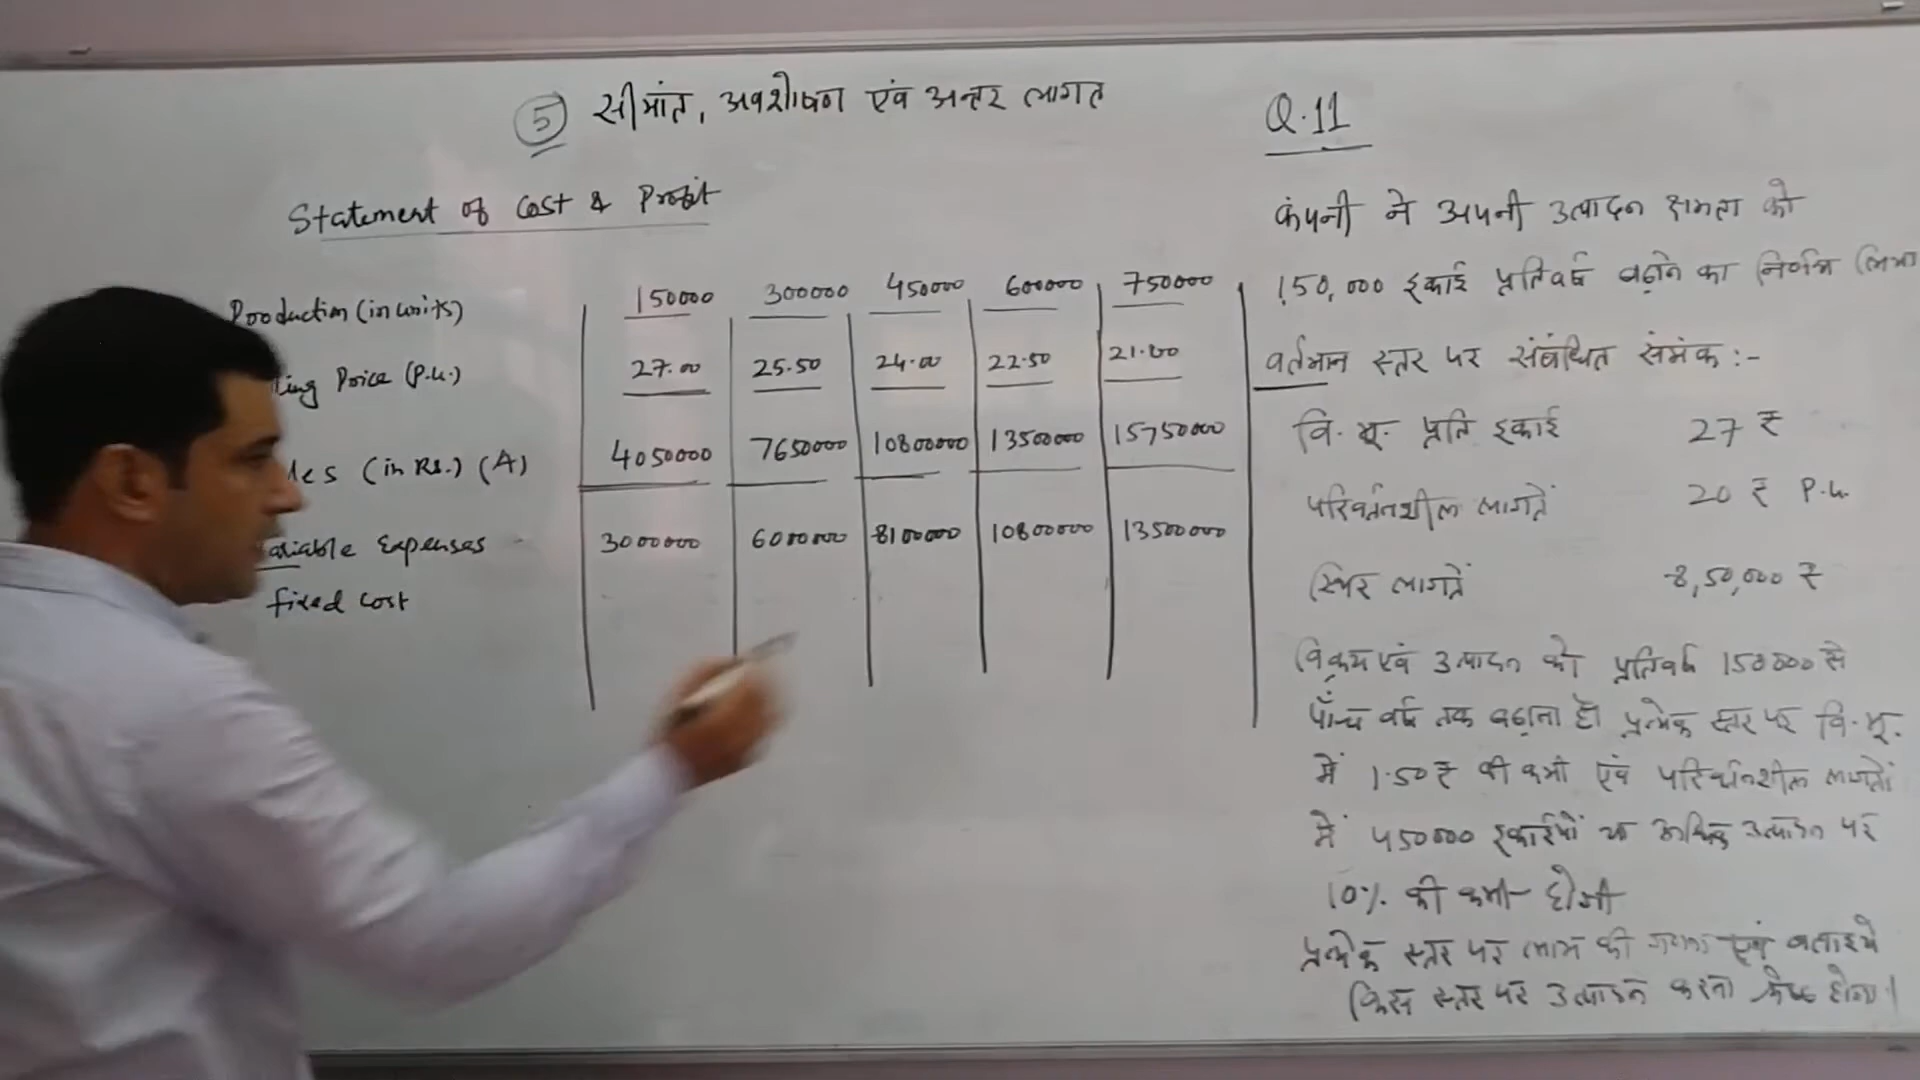 5 सीमांत, अवशोषण एवं अन्तर लागत
Statement of Cost & Profit
Production (in units) 150000 300000 450000 600000 750000
ling Price (P.u.) 27.00 25.50 24.00 22.50 21.00
les (in Rs.) (A) 4050000 7650000 10800000 13500000 15750000
ariable Expenses 3000000 6000000 8100000 10800000 13500000
fixed cost
Q.11
कंपनी ने अपनी उत्पादन क्षमता को
150,000 इकाई प्रतिवर्ष बढ़ाने का निर्णय लिया
वर्तमान स्तर पर संबंधित समंक :-
वि. मू. प्रति इकाई 27 ₹
परिवर्तनशील लागतें 20 ₹ P.u.
स्थिर लागतें 8,50,000 ₹
विक्रय एवं उत्पादन को प्रतिवर्ष 150000 से
पाँच वर्ष तक बढ़ाना है। प्रत्येक स्तर पर वि. मू.
में 1.50 ₹ की कमी एवं परिवर्तनशील लागतों
में 450000 इकाईयों या अधिक उत्पादन पर
10% की कमी होगी
प्रत्येक स्तर पर लाभ की गणना एवं बताइये
किस स्तर पर उत्पादन करना श्रेष्ठ होगा।